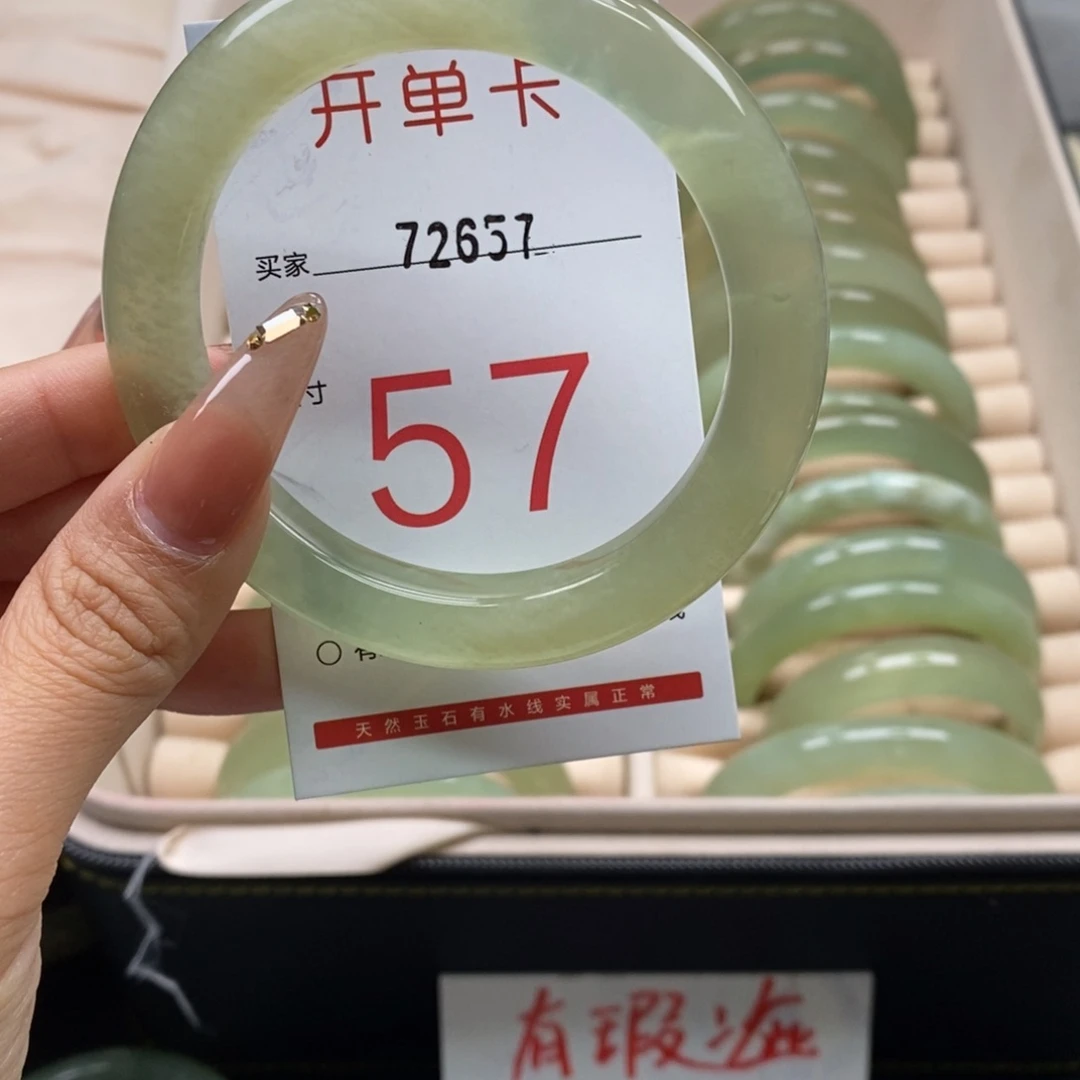 开单卡
买家 72657
寸 57
○ 有
天然玉石有水线实属正常
有瑕疵